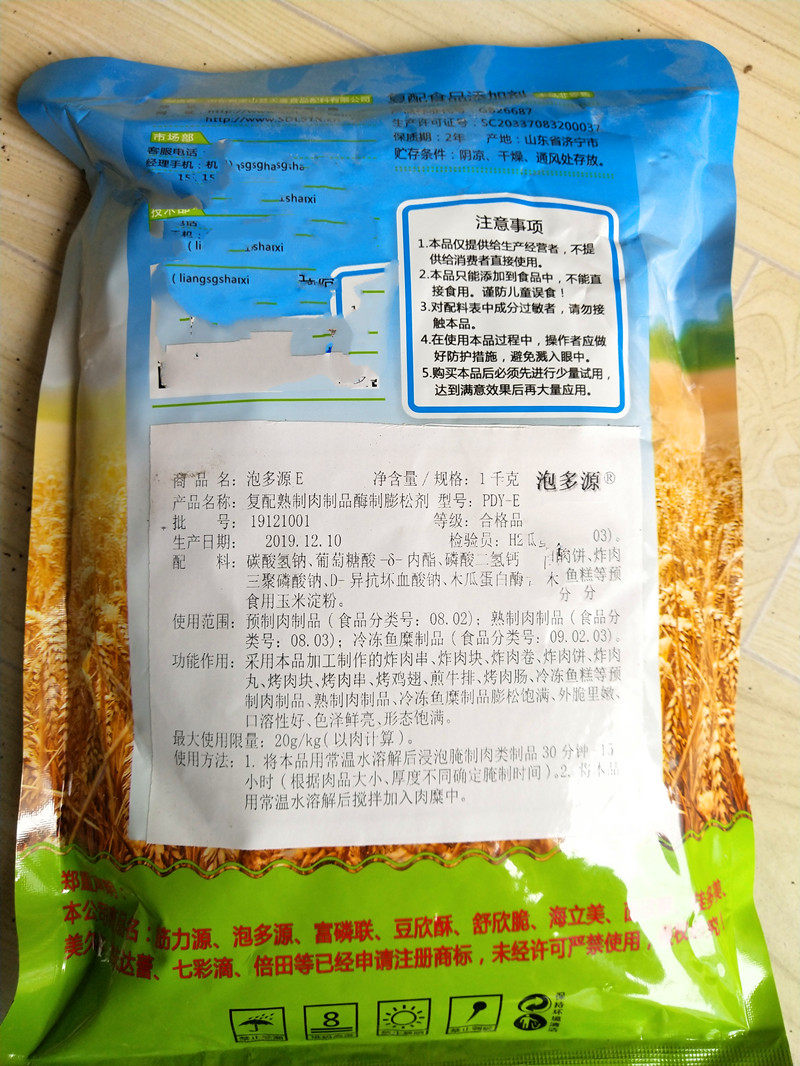 复配食品添加剂
http://www.
生产许可证号：SC20337083200037
市场部
保质期：2年 产地：山东省济宁市
客服电话
贮存条件：阴凉、干燥、通风处存放。
经理手机：
注意事项
1.本品仅提供给生产经营者，不提
供给消费者直接使用。
2.本品只能添加到食品中，不能直
接食用。谨防儿童误食！
3.对配料表中成分过敏者，请勿接
触本品。
4.在使用本品过程中，操作者应做
好防护措施，避免溅入眼中。
5.购买本品后必须先进行少量试用，
达到满意效果后再大量应用。
(liangsgshaixi
商品名：泡多源E 净含量/规格：1千克 泡多源®
产品名称：复配熟制肉制品酶制膨松剂 型号：PDY-E
批号：19121001 等级：合格品
生产日期：2019.12.10 检验员： 03)。
配料：碳酸氢钠、葡萄糖酸-δ-内酯、磷酸二氢钙 肉饼、炸肉
三聚磷酸钠、D-异抗坏血酸钠、木瓜蛋白酶， 木 鱼糕等预
食用玉米淀粉。 分 分
使用范围：预制肉制品（食品分类号：08.02）；熟制肉制品（食品分
类号：08.03）；冷冻鱼糜制品（食品分类号：09.02.03）。
功能作用：采用本品加工制作的炸肉串、炸肉块、炸肉卷、炸肉饼、炸肉
丸、烤肉块、烤肉串、烤鸡翅、煎牛排、烤肉肠、冷冻鱼糕等预
制肉制品、熟制肉制品、冷冻鱼糜制品膨松饱满、外脆里嫩、
口溶性好、色泽鲜亮、形态饱满。
最大使用限量：20g/kg（以肉计算）。
使用方法：1.将本品用常温水溶解后浸泡腌制肉类制品30分钟-13
小时（根据肉品大小、厚度不同确定腌制时间）。2.将本品
用常温水溶解后搅拌加入肉糜中。
本公 筋力源、泡多源、富磷联、豆欣酥、舒欣脆、海立美、
达蕾、七彩滴、倍田等已经申请注册商标，未经许可严禁使用，
8